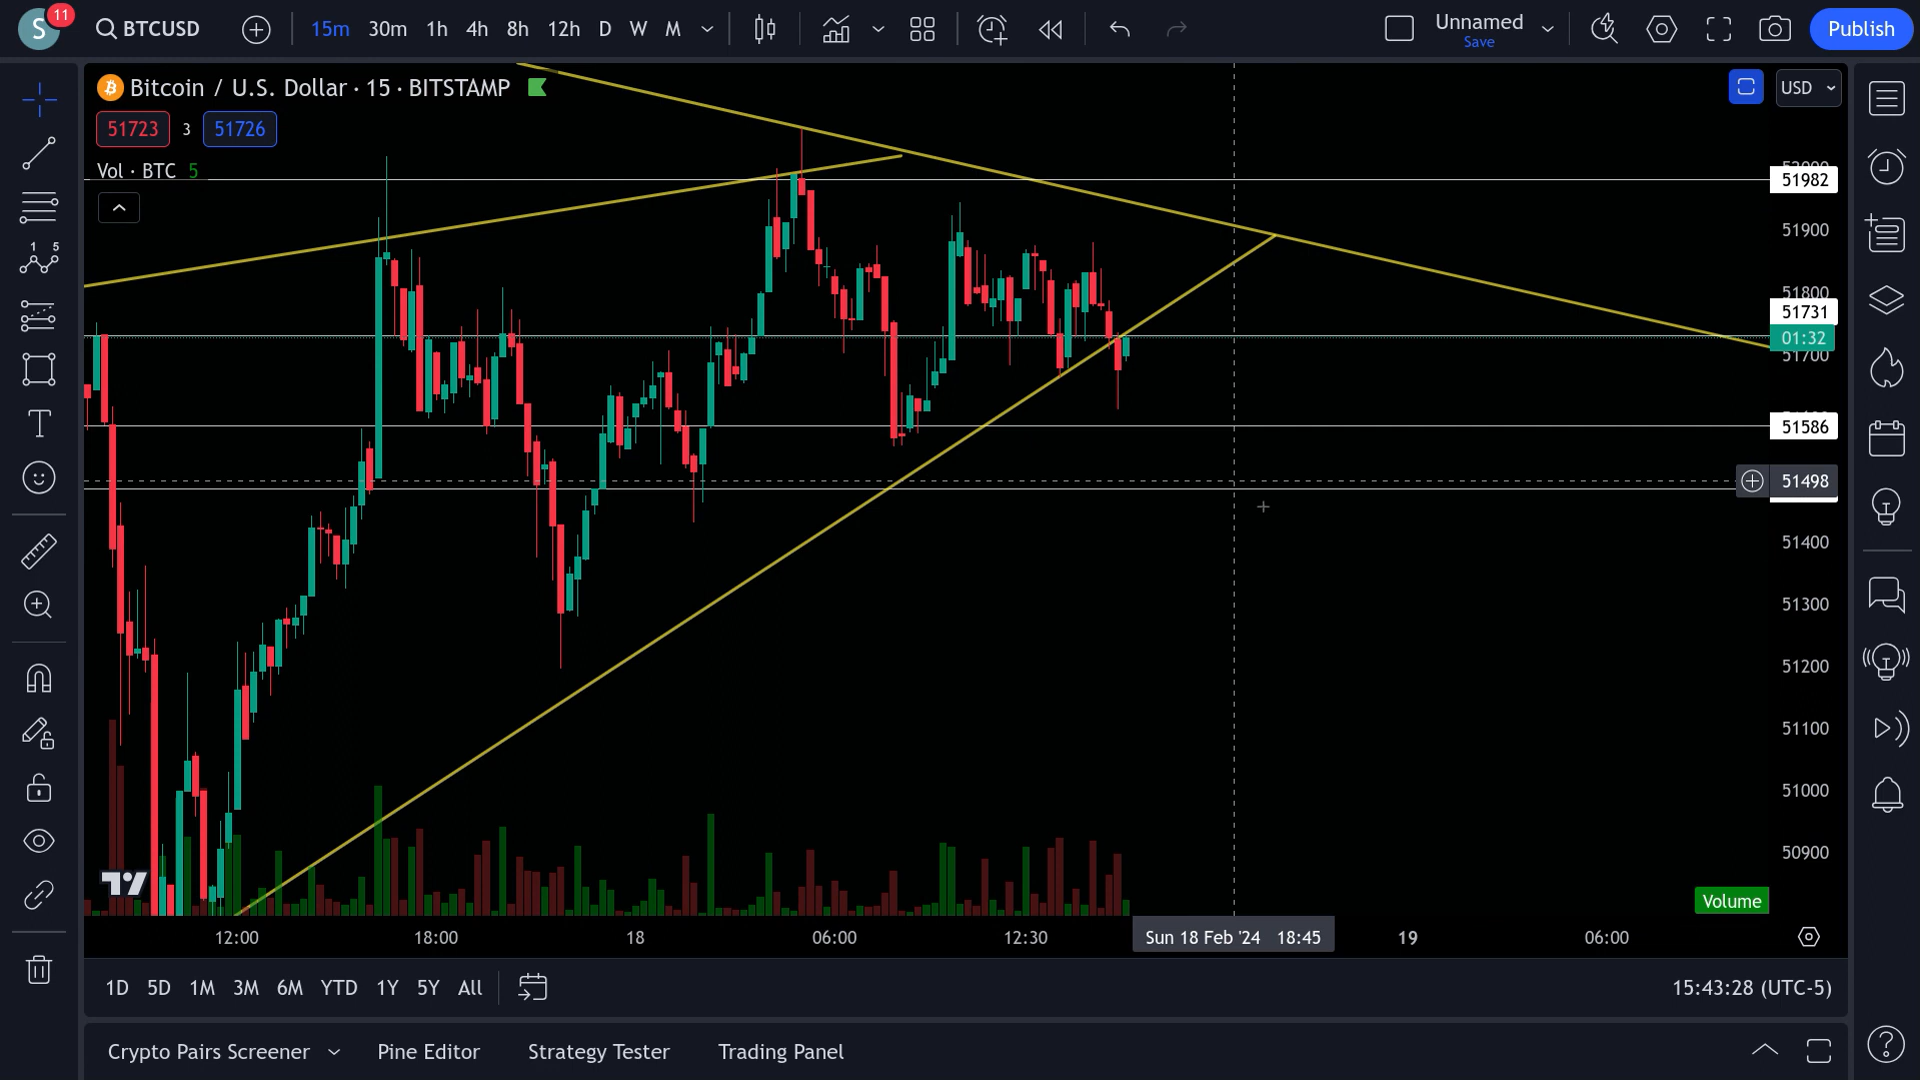 S
11
BTCUSD
15m 30m 1h 4h 8h 12h D W M
Unnamed
Save
Publish
Bitcoin / U.S. Dollar · 15 · BITSTAMP
USD
51723 3 51726
Vol · BTC 5
51982
51900
51800
51731
01:32
51700
51586
51498
51400
51300
51200
51100
51000
50900
1 5
T
Volume
12:00 18:00 18 06:00 12:30 Sun 18 Feb '24 18:45 19 06:00
1D 5D 1M 3M 6M YTD 1Y 5Y All
15:43:28 (UTC-5)
Crypto Pairs Screener Pine Editor Strategy Tester Trading Panel